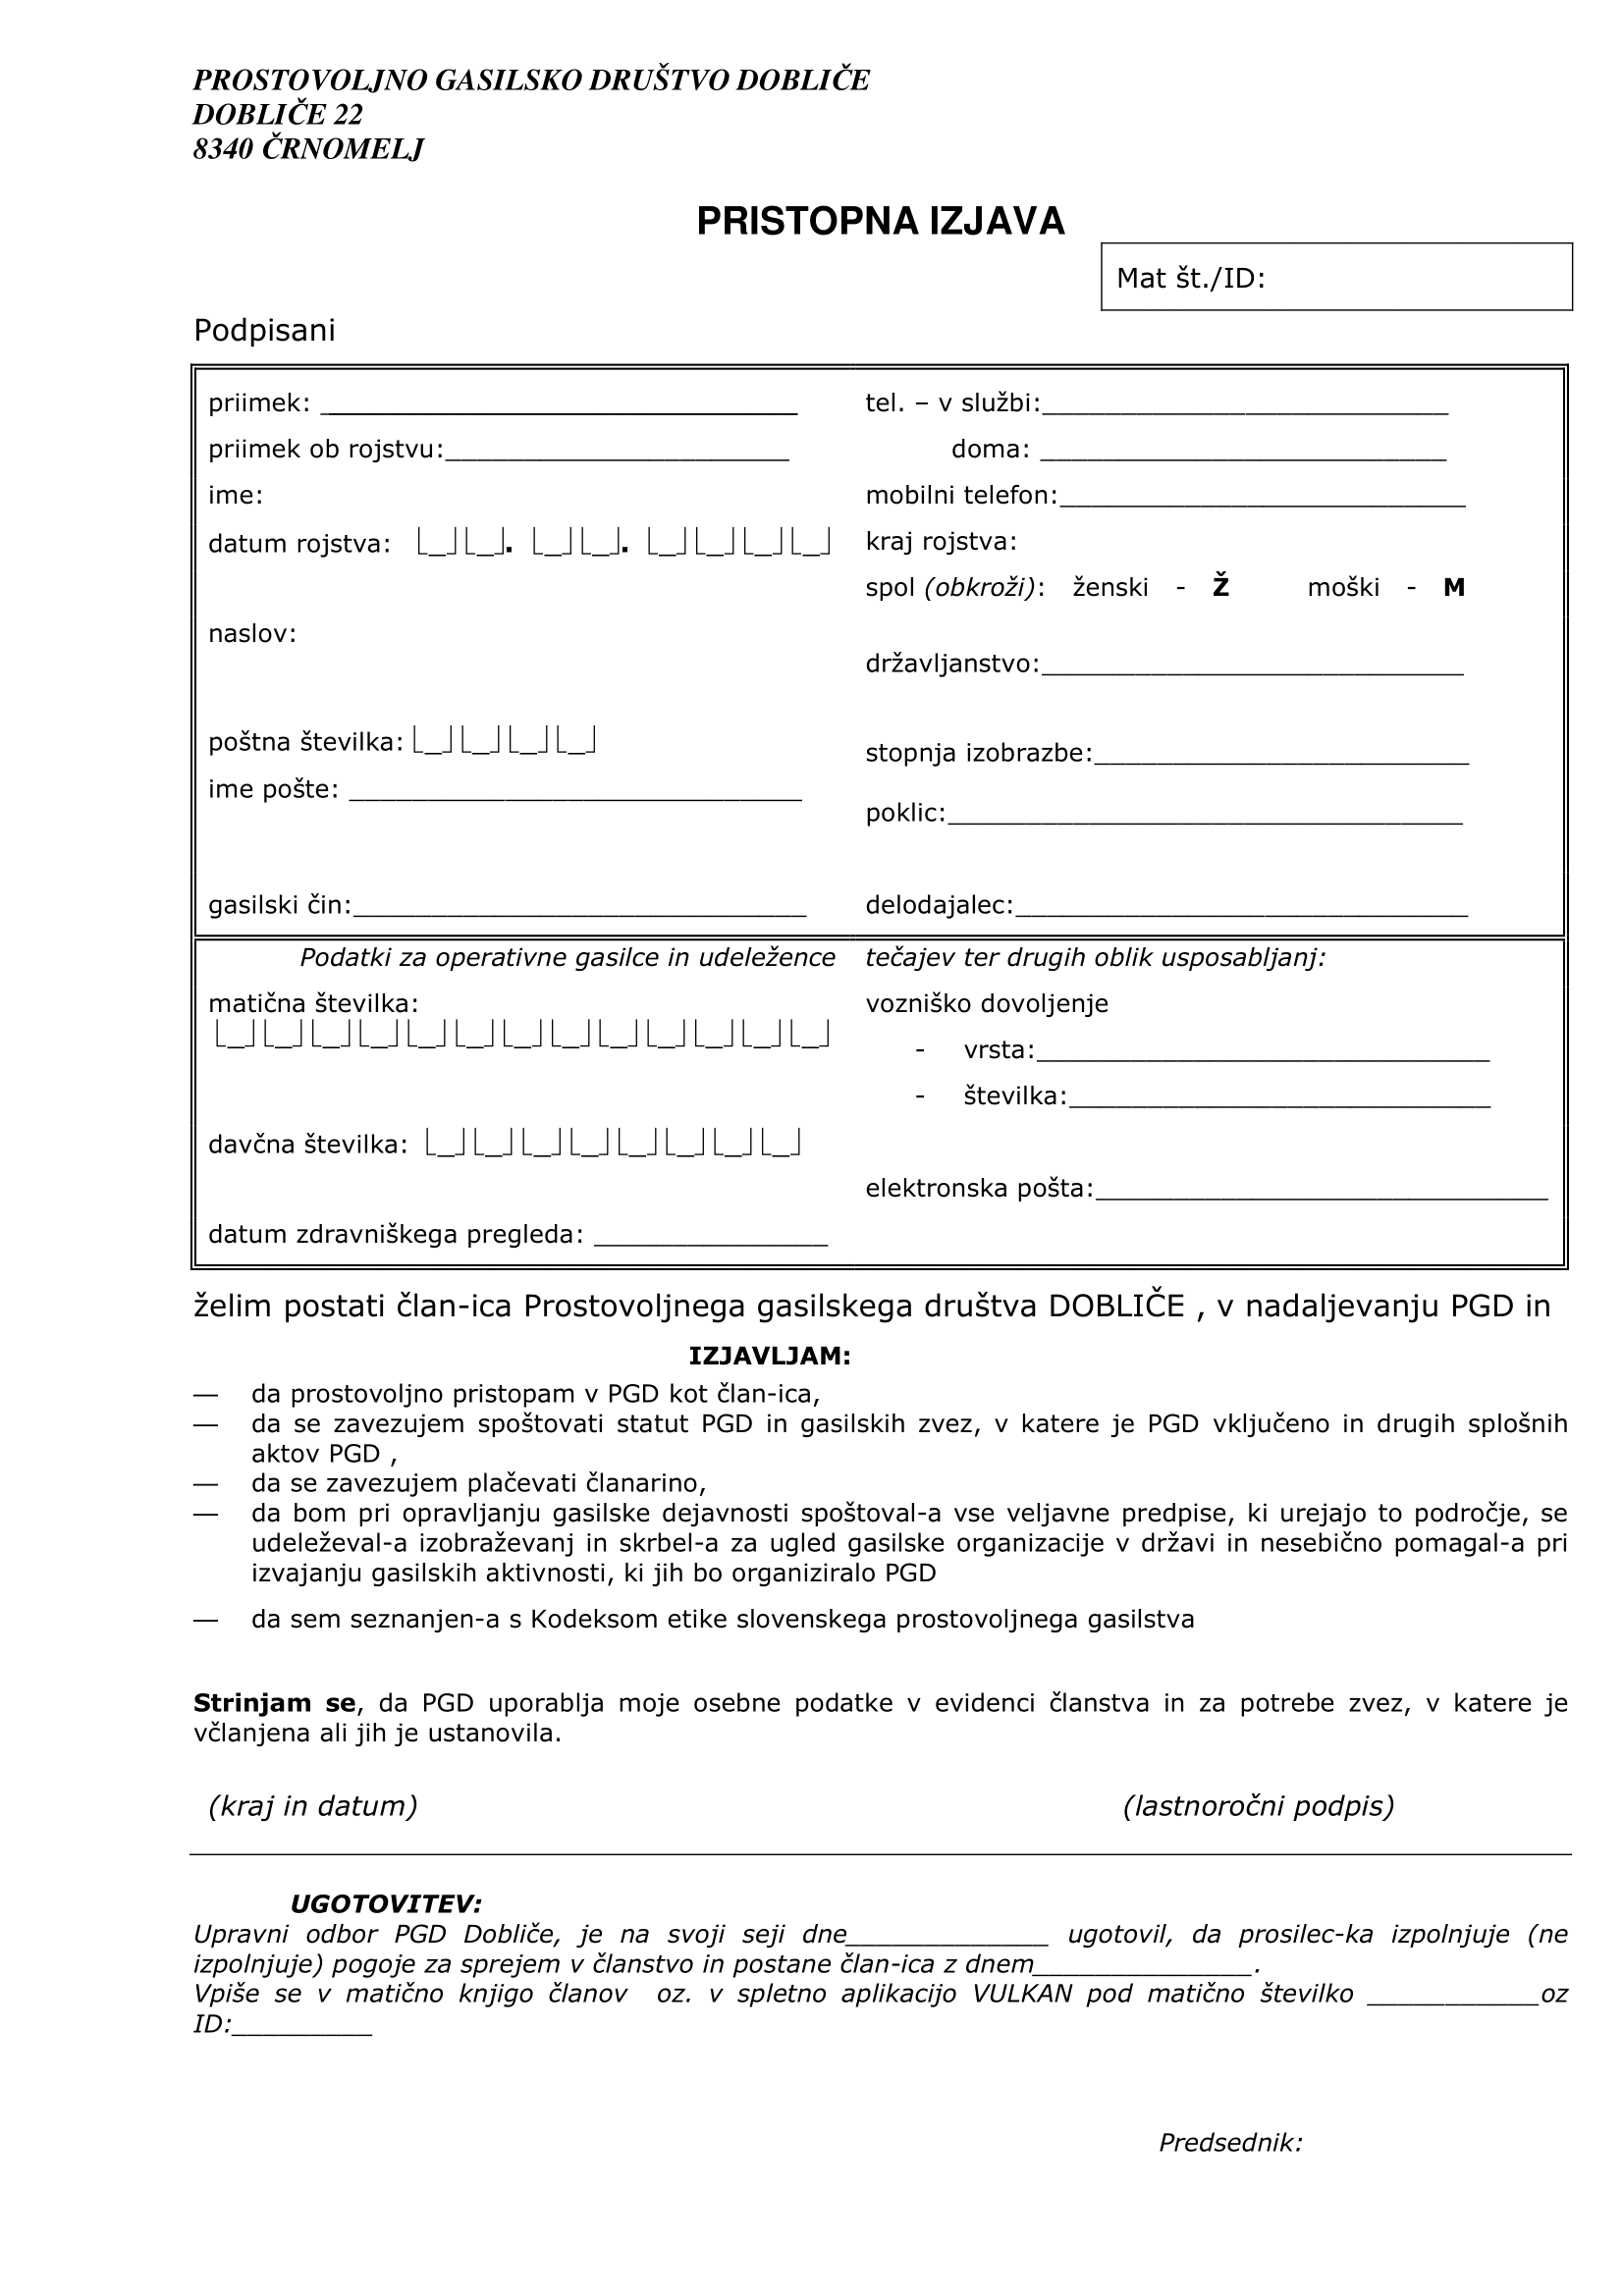 PROSTOVOLJNO GASILSKO DRUŠTVO DOBLIČE
DOBLIČE 22
8340 ČRNOMELJ
PRISTOPNA IZJAVA
Mat št./ID:
Podpisani
priimek: ______________________________
priimek ob rojstvu:______________________
ime:
datum rojstva: |_||_|. |_||_|. |_||_||_||_|
naslov:
poštna številka: |_||_||_||_|
ime pošte: _____________________________
gasilski čin:_____________________________
tel. – v službi:__________________________
doma: __________________________
mobilni telefon:__________________________
kraj rojstva:
spol (obkroži): ženski - Ž moški - M
državljanstvo:___________________________
stopnja izobrazbe:________________________
poklic:_________________________________
delodajalec:_____________________________
Podatki za operativne gasilce in udeležence tečajev ter drugih oblik usposabljanj:
matična številka:
|_||_||_||_||_||_||_||_||_||_||_||_||_|
davčna številka: |_||_||_||_||_||_||_||_|
datum zdravniškega pregleda: _______________
vozniško dovoljenje
- vrsta:_____________________________
- številka:___________________________
elektronska pošta:_____________________________
želim postati član-ica Prostovoljnega gasilskega društva DOBLIČE , v nadaljevanju PGD in
IZJAVLJAM:
— da prostovoljno pristopam v PGD kot član-ica,
— da se zavezujem spoštovati statut PGD in gasilskih zvez, v katere je PGD vključeno in drugih splošnih
aktov PGD ,
— da se zavezujem plačevati članarino,
— da bom pri opravljanju gasilske dejavnosti spoštoval-a vse veljavne predpise, ki urejajo to področje, se
udeleževal-a izobraževanj in skrbel-a za ugled gasilske organizacije v državi in nesebično pomagal-a pri
izvajanju gasilskih aktivnosti, ki jih bo organiziralo PGD
— da sem seznanjen-a s Kodeksom etike slovenskega prostovoljnega gasilstva
Strinjam se, da PGD uporablja moje osebne podatke v evidenci članstva in za potrebe zvez, v katere je
včlanjena ali jih je ustanovila.
(kraj in datum) (lastnoročni podpis)
UGOTOVITEV:
Upravni odbor PGD Dobliče, je na svoji seji dne_____________ ugotovil, da prosilec-ka izpolnjuje (ne
izpolnjuje) pogoje za sprejem v članstvo in postane član-ica z dnem______________.
Vpiše se v matično knjigo članov oz. v spletno aplikacijo VULKAN pod matično številko ___________oz
ID:_________
Predsednik: